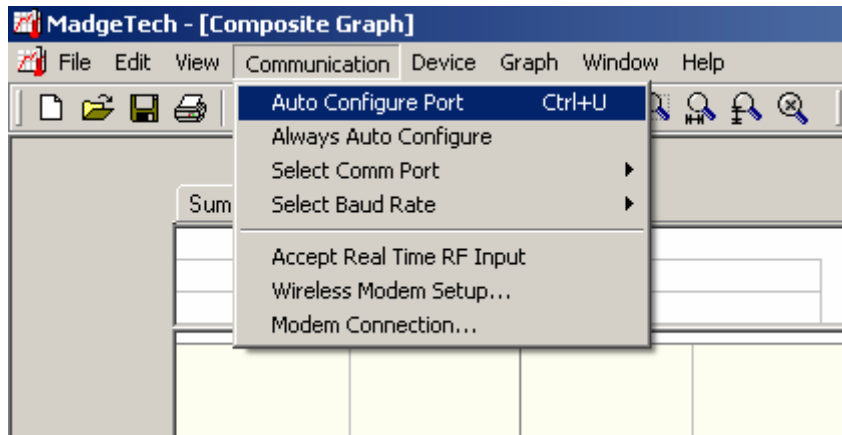 MadgeTech - [Composite Graph]
File Edit View Communication Device Graph Window Help
Auto Configure Port Ctrl+U
Always Auto Configure
Select Comm Port
Select Baud Rate
Sum
Accept Real Time RF Input
Wireless Modem Setup...
Modem Connection...